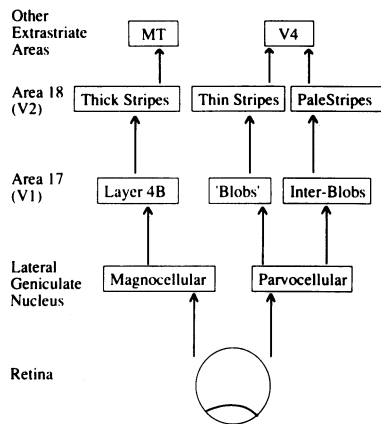 Other
Extrastriate
Areas
MT
V4
Area 18
(V2)
Thick Stripes
Thin Stripes
PaleStripes
Area 17
(V1)
Layer 4B
'Blobs'
Inter-Blobs
Lateral
Geniculate
Nucleus
Magnocellular
Parvocellular
Retina